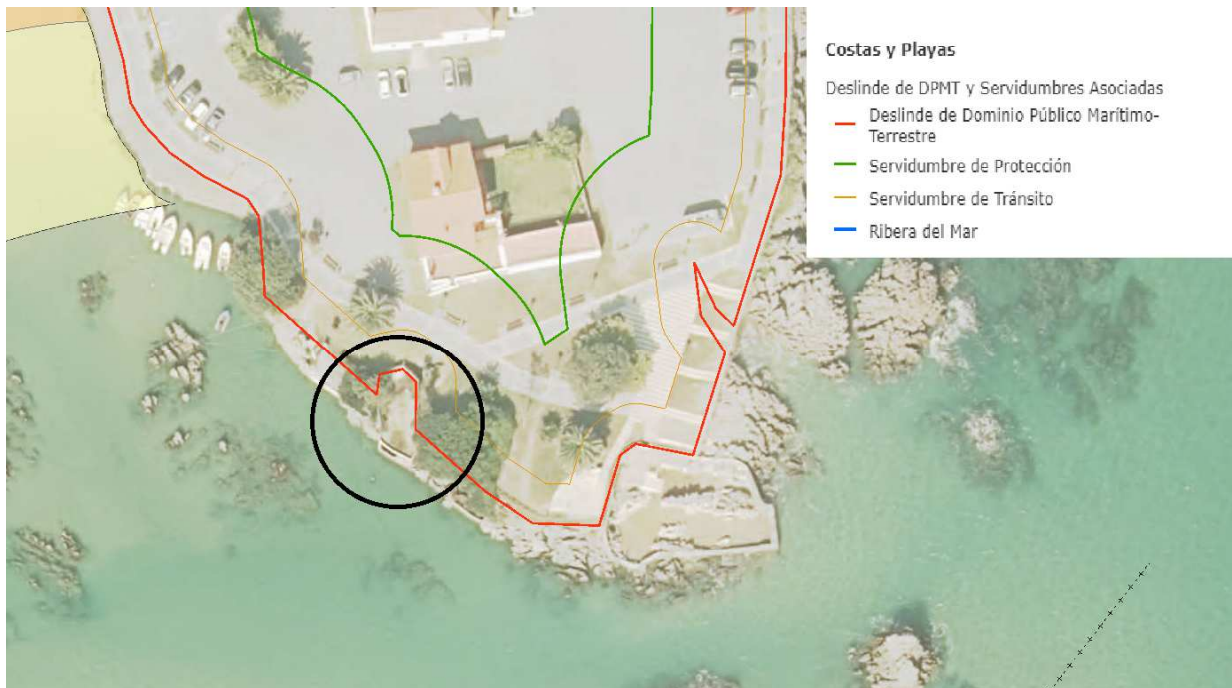 Costas y Playas
Deslinde de DPMT y Servidumbres Asociadas
Deslinde de Dominio Público Marítimo-
Terrestre
Servidumbre de Protección
Servidumbre de Tránsito
Ribera del Mar